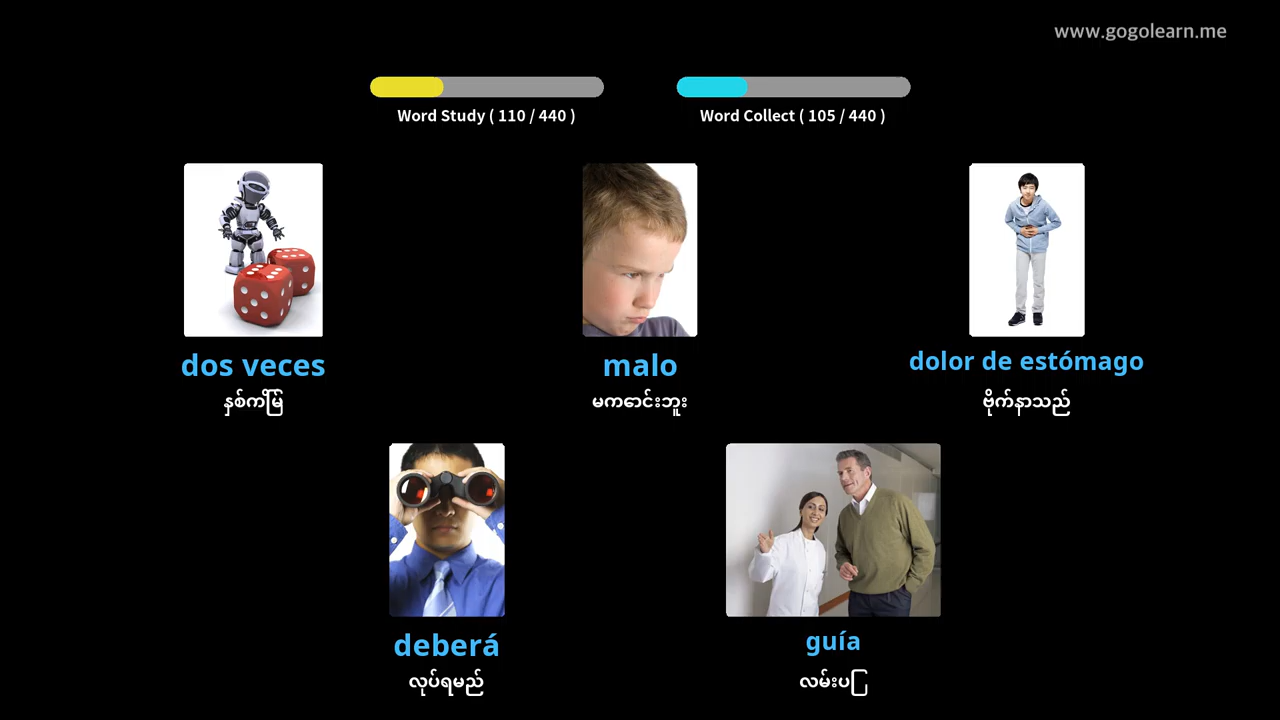 www.gogolearn.me
Word Study ( 110 / 440 )
Word Collect ( 105 / 440 )
dos veces
နှစ်ကြိမ်
malo
မကောင်းဘူး
dolor de estómago
ဗိုက်နာသည်
deberá
လုပ်ရမည်
guía
လမ်းပြ